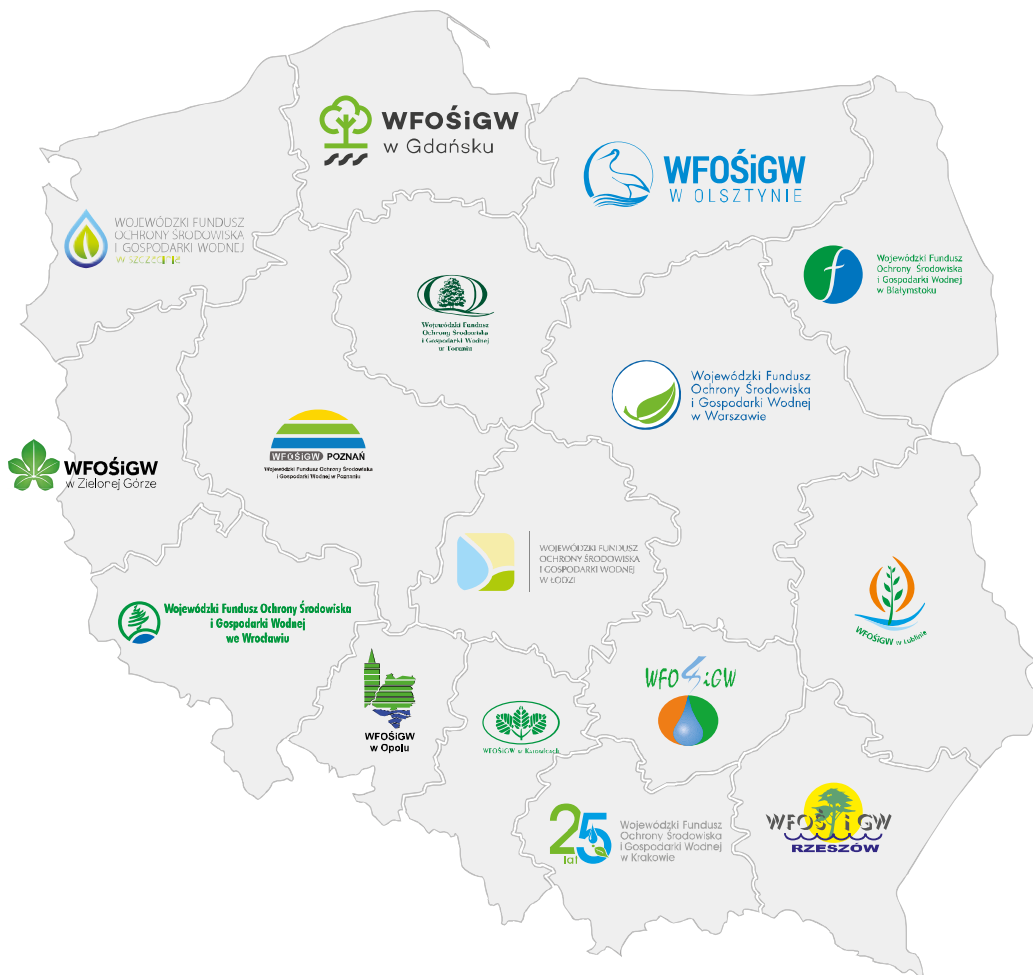 WFOŚiGW
w Gdańsku
WFOŚiGW
W OLSZTYNIE
WOJEWÓDZKI FUNDUSZ
OCHRONY ŚRODOWISKA
I GOSPODARKI WODNEJ
W SZCZECINIE
Wojewódzki Fundusz
Ochrony Środowiska
i Gospodarki Wodnej
w Białymstoku
Wojewódzki Fundusz
Ochrony Środowiska
i Gospodarki Wodnej
w Toruniu
Wojewódzki Fundusz
Ochrony Środowiska
i Gospodarki Wodnej
w Warszawie
WFOŚiGW POZNAŃ
Wojewódzki Fundusz Ochrony Środowiska
i Gospodarki Wodnej w Poznaniu
WFOŚiGW
w Zielonej Górze
WOJEWÓDZKI FUNDUSZ
OCHRONY ŚRODOWISKA
I GOSPODARKI WODNEJ
W ŁODZI
WFOŚiGW w Lublinie
Wojewódzki Fundusz Ochrony Środowiska
i Gospodarki Wodnej
we Wrocławiu
WFOŚiGW
WFOŚiGW
w Opolu
WFOŚiGW w Katowicach
25
lat
Wojewódzki Fundusz
Ochrony Środowiska
i Gospodarki Wodnej
w Krakowie
WFOŚiGW
RZESZÓW